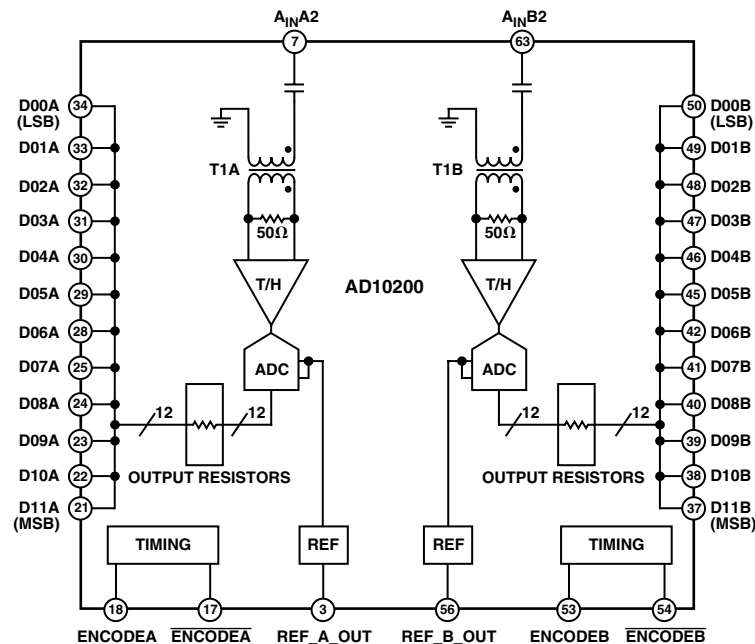 AINA2 AINB2
7 63
D00A (LSB) 34 50 D00B (LSB)
D01A 33 49 D01B
T1A T1B
D02A 32 48 D02B
D03A 31 47 D03B
50Ω 50Ω
D04A 30 46 D04B
T/H AD10200 T/H
D05A 29 45 D05B
D06A 28 42 D06B
D07A 25 ADC ADC 41 D07B
D08A 24 40 D08B
12 12 12 12
D09A 23 39 D09B
D10A 22 OUTPUT RESISTORS OUTPUT RESISTORS 38 D10B
D11A (MSB) 21 37 D11B (MSB)
TIMING REF REF TIMING
18 17 3 56 53 54
ENCODEA ENCODEA REF_A_OUT REF_B_OUT ENCODEB ENCODEB